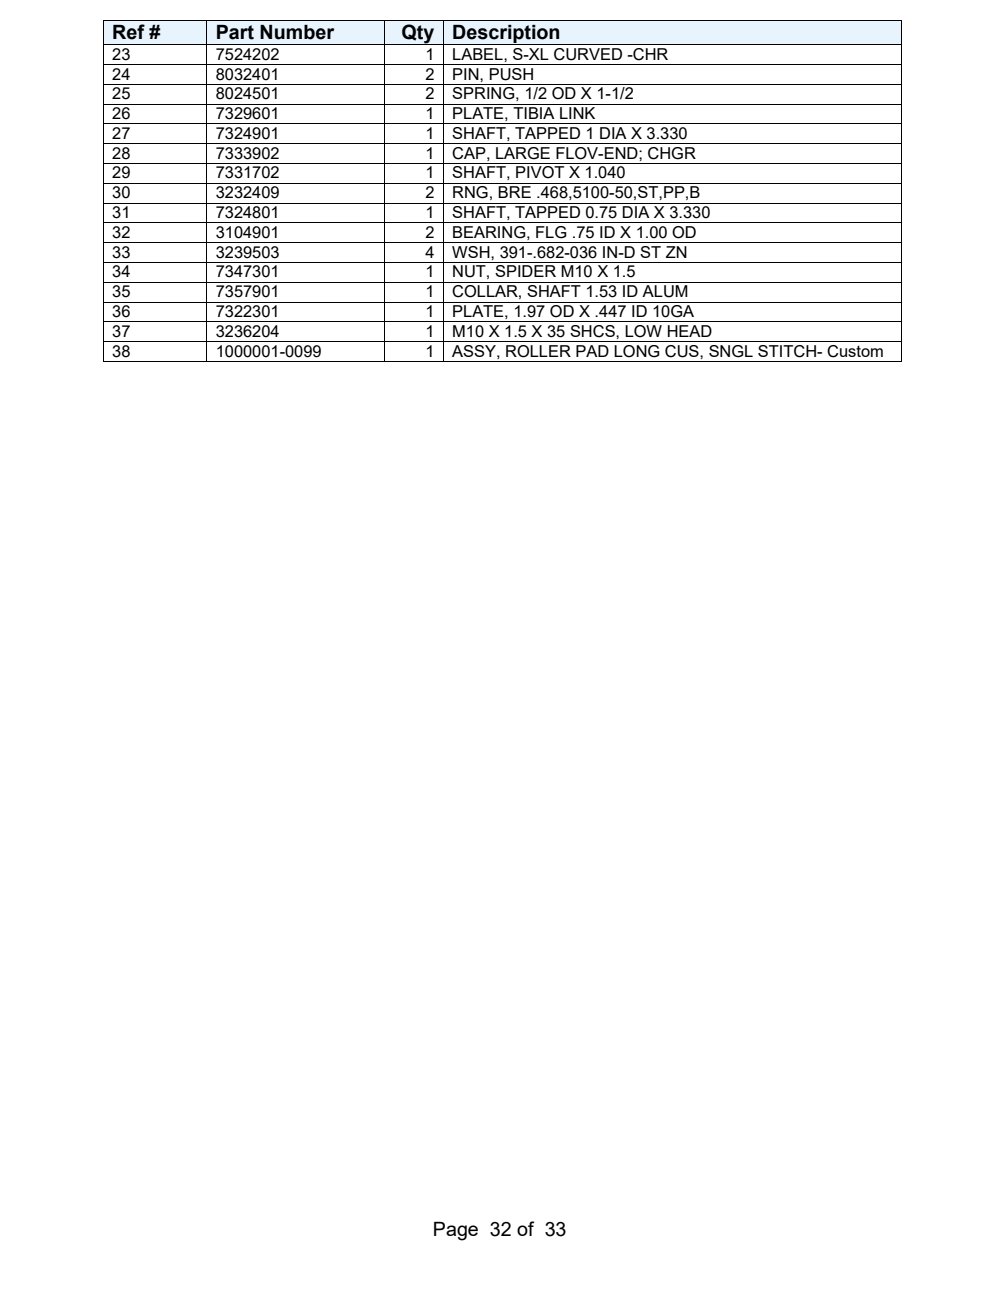 Ref # Part Number Qty Description
23 7524202 1 LABEL, S-XL CURVED -CHR
24 8032401 2 PIN, PUSH
25 8024501 2 SPRING, 1/2 OD X 1-1/2
26 7329601 1 PLATE, TIBIA LINK
27 7324901 1 SHAFT, TAPPED 1 DIA X 3.330
28 7333902 1 CAP, LARGE FLOV-END; CHGR
29 7331702 1 SHAFT, PIVOT X 1.040
30 3232409 2 RNG, BRE .468,5100-50,ST,PP,B
31 7324801 1 SHAFT, TAPPED 0.75 DIA X 3.330
32 3104901 2 BEARING, FLG .75 ID X 1.00 OD
33 3239503 4 WSH, 391-.682-036 IN-D ST ZN
34 7347301 1 NUT, SPIDER M10 X 1.5
35 7357901 1 COLLAR, SHAFT 1.53 ID ALUM
36 7322301 1 PLATE, 1.97 OD X .447 ID 10GA
37 3236204 1 M10 X 1.5 X 35 SHCS, LOW HEAD
38 1000001-0099 1 ASSY, ROLLER PAD LONG CUS, SNGL STITCH- Custom
Page 32 of 33